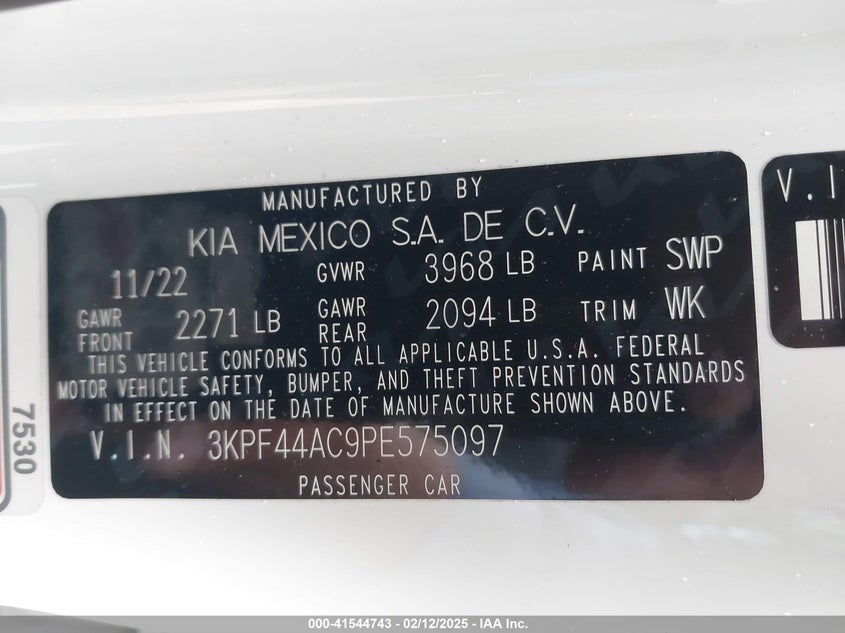 MANUFACTURED BY
KIA MEXICO S.A. DE C.V.
11/22 GVWR 3968 LB PAINT SWP
GAWR FRONT 2271 LB GAWR REAR 2094 LB TRIM WK
THIS VEHICLE CONFORMS TO ALL APPLICABLE U.S.A. FEDERAL
MOTOR VEHICLE SAFETY, BUMPER, AND THEFT PREVENTION STANDARDS
IN EFFECT ON THE DATE OF MANUFACTURE SHOWN ABOVE.
V.I.N. 3KPF44AC9PE575097
PASSENGER CAR
7530
V.I
000-41544743 - 02/12/2025 - IAA Inc.